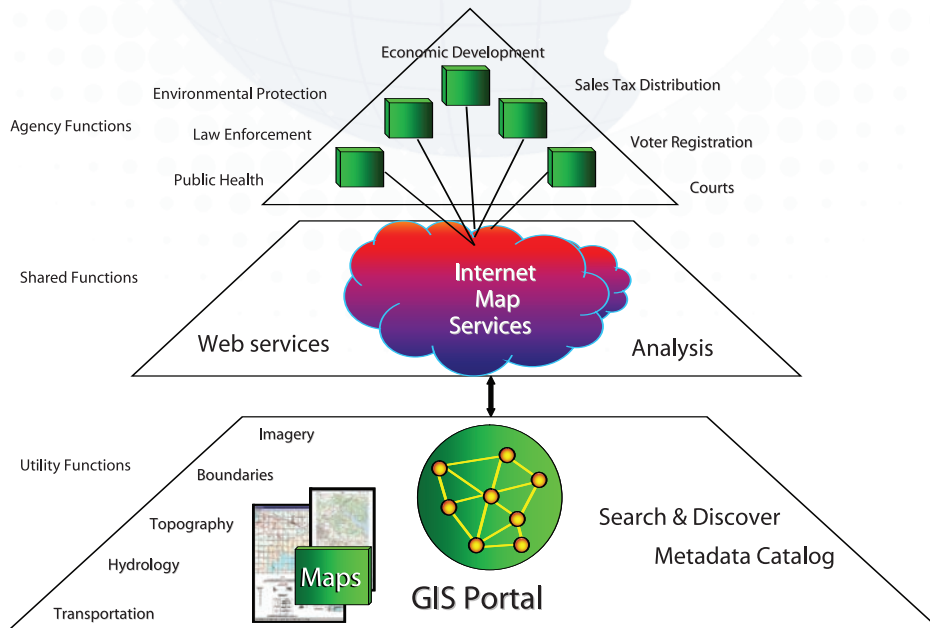 Economic Development
Environmental Protection
Sales Tax Distribution
Agency Functions
Law Enforcement
Voter Registration
Public Health
Courts
Shared Functions
Internet
Map
Services
Web services
Analysis
Imagery
Utility Functions
Boundaries
Topography
Search & Discover
Hydrology
Metadata Catalog
Maps
GIS Portal
Transportation